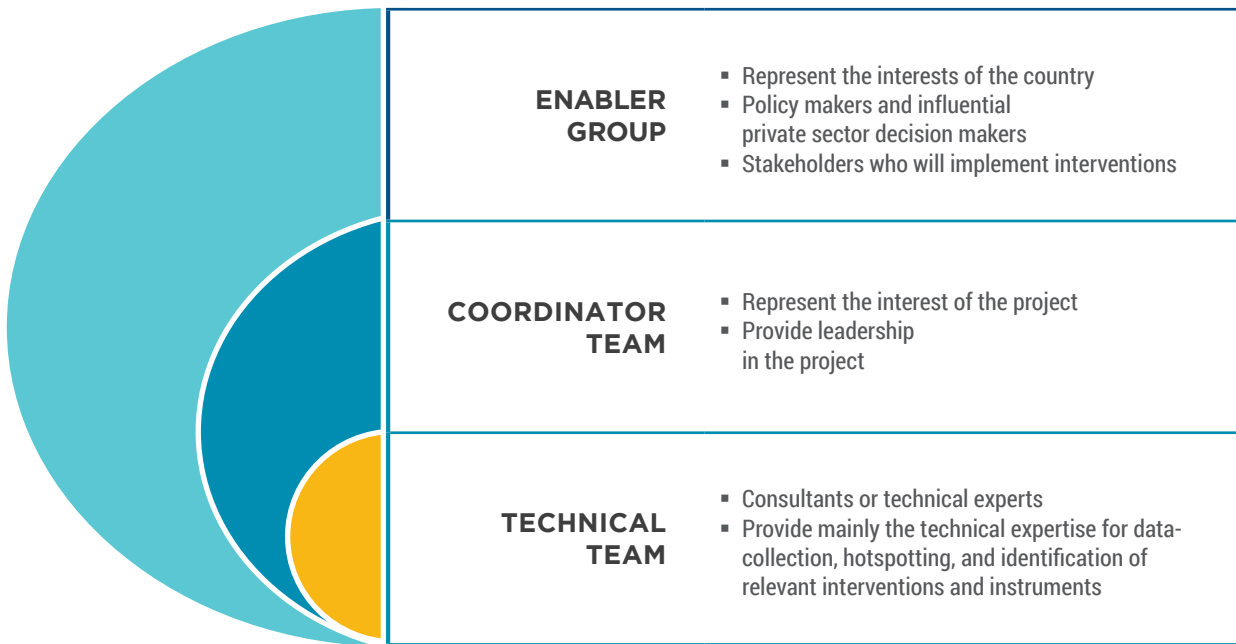 ENABLER
GROUP
▪ Represent the interests of the country
▪ Policy makers and influential
private sector decision makers
▪ Stakeholders who will implement interventions
COORDINATOR
TEAM
▪ Represent the interest of the project
▪ Provide leadership
in the project
TECHNICAL
TEAM
▪ Consultants or technical experts
▪ Provide mainly the technical expertise for data-
collection, hotspotting, and identification of
relevant interventions and instruments